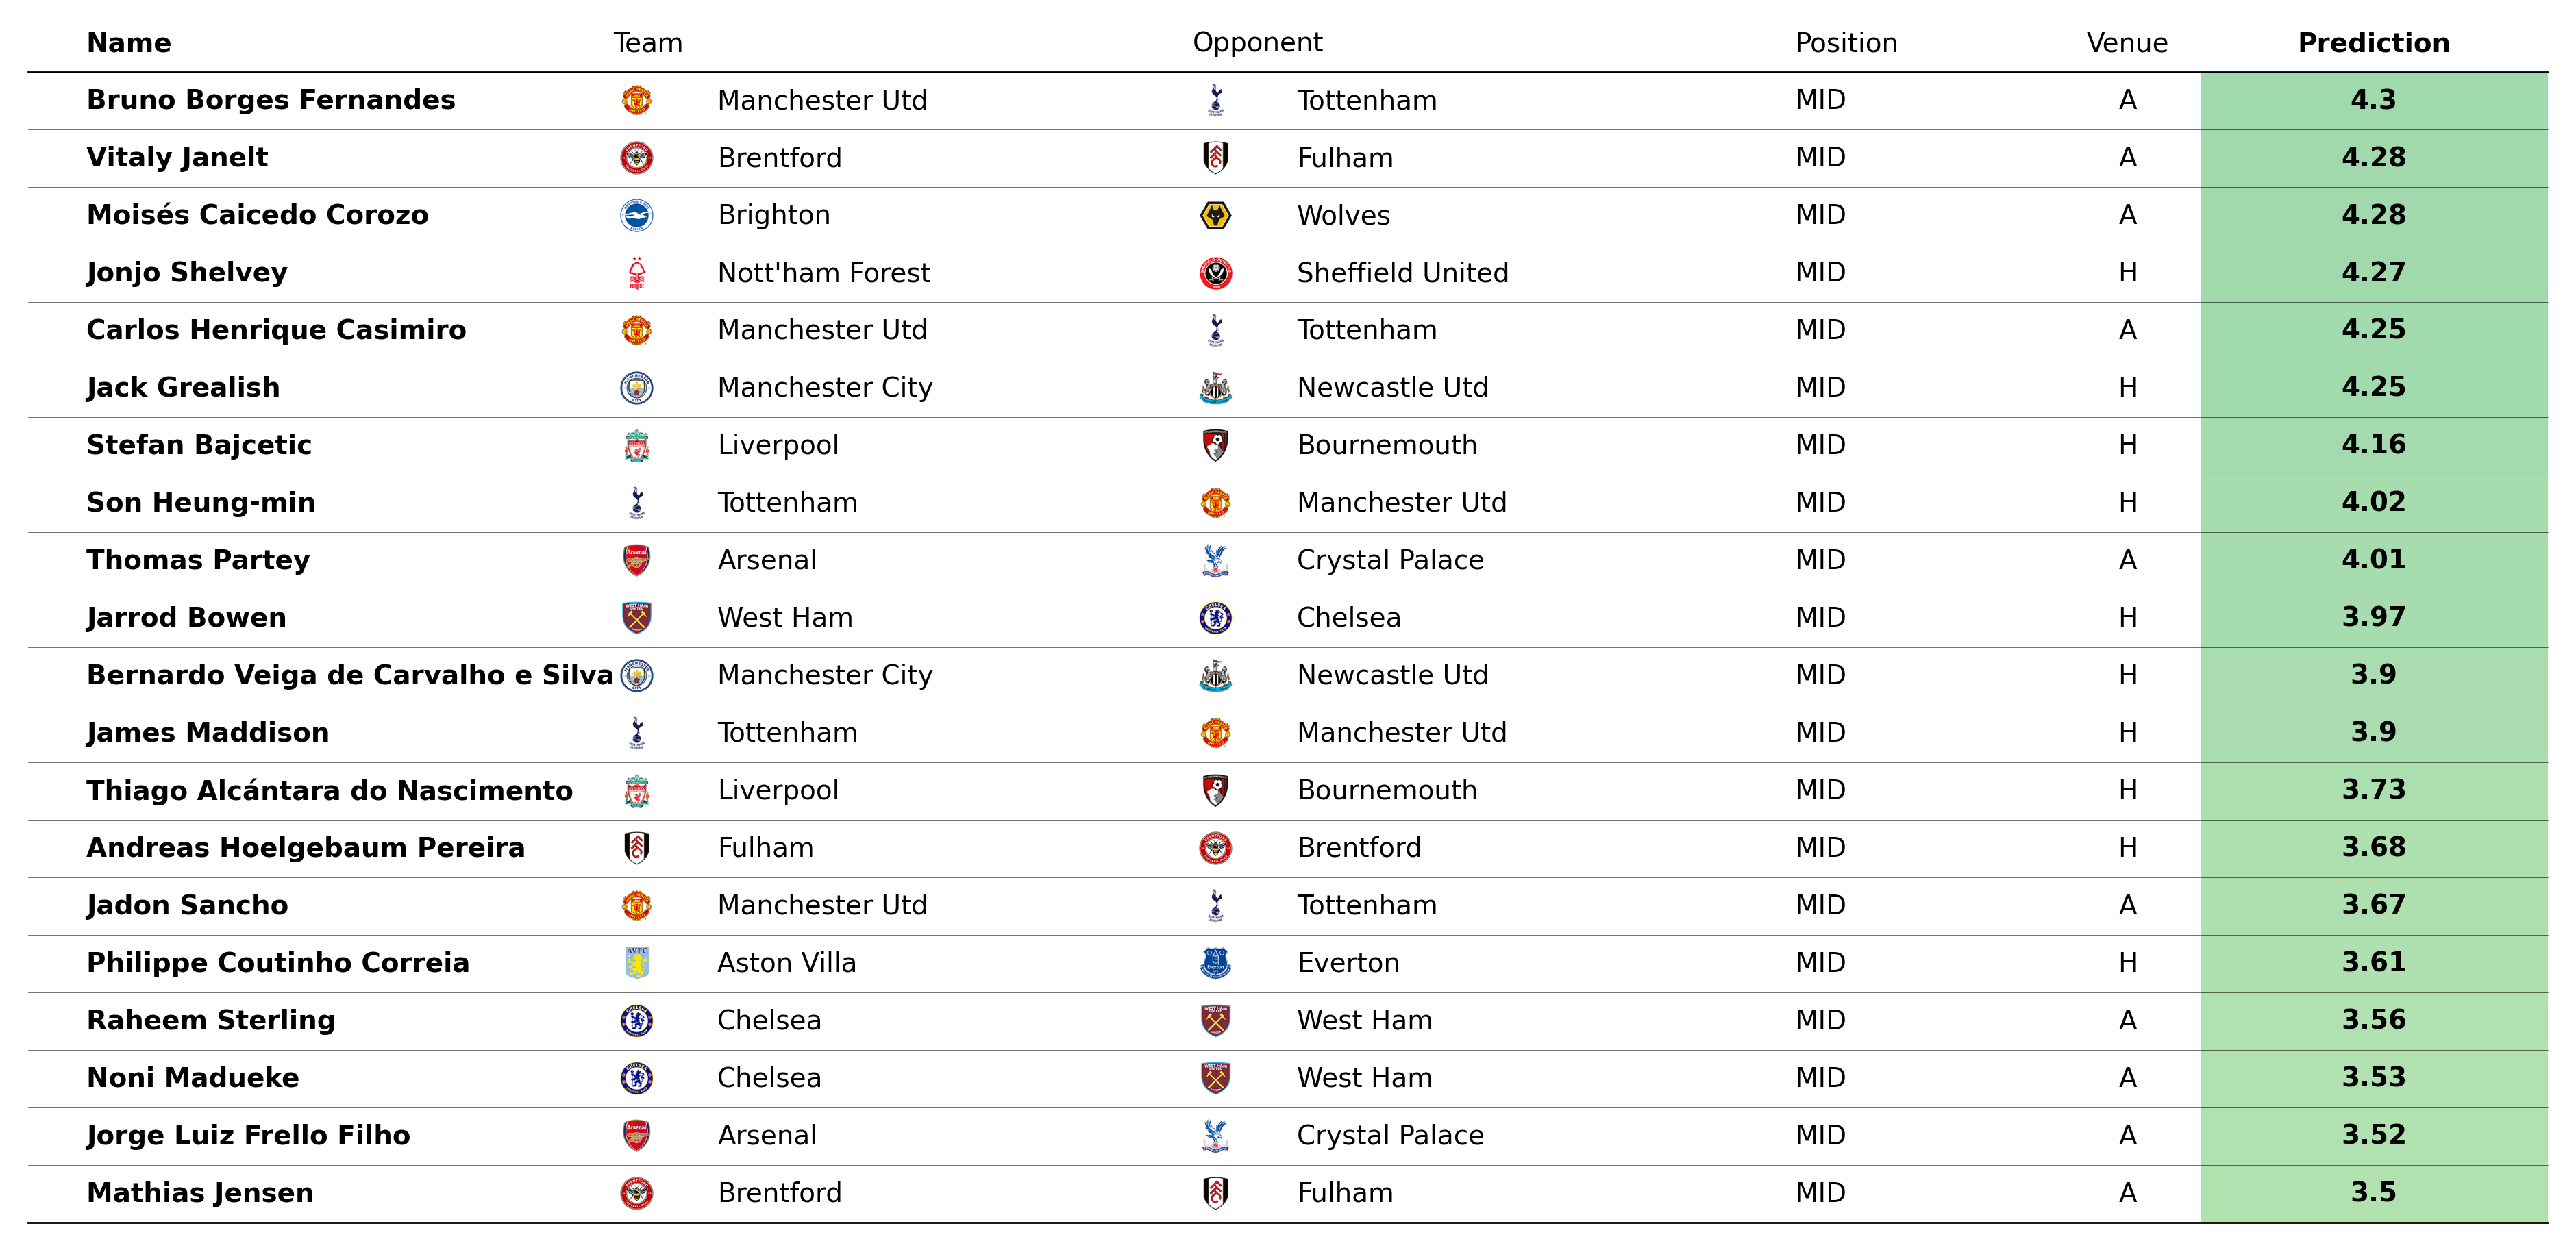 Name Team Opponent Position Venue Prediction
Bruno Borges Fernandes Manchester Utd Tottenham MID A 4.3
Vitaly Janelt Brentford Fulham MID A 4.28
Moisés Caicedo Corozo Brighton Wolves MID A 4.28
Jonjo Shelvey Nott'ham Forest Sheffield United MID H 4.27
Carlos Henrique Casimiro Manchester Utd Tottenham MID A 4.25
Jack Grealish Manchester City Newcastle Utd MID H 4.25
Stefan Bajcetic Liverpool Bournemouth MID H 4.16
Son Heung-min Tottenham Manchester Utd MID H 4.02
Thomas Partey Arsenal Crystal Palace MID A 4.01
Jarrod Bowen West Ham Chelsea MID H 3.97
Bernardo Veiga de Carvalho e Silva Manchester City Newcastle Utd MID H 3.9
James Maddison Tottenham Manchester Utd MID H 3.9
Thiago Alcántara do Nascimento Liverpool Bournemouth MID H 3.73
Andreas Hoelgebaum Pereira Fulham Brentford MID H 3.68
Jadon Sancho Manchester Utd Tottenham MID A 3.67
Philippe Coutinho Correia Aston Villa Everton MID H 3.61
Raheem Sterling Chelsea West Ham MID A 3.56
Noni Madueke Chelsea West Ham MID A 3.53
Jorge Luiz Frello Filho Arsenal Crystal Palace MID A 3.52
Mathias Jensen Brentford Fulham MID A 3.5